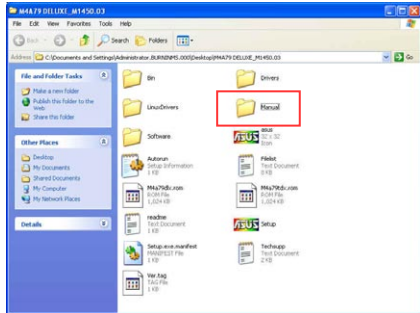 M4A79 DELUXE_M1450.03
File Edit View Favorites Tools Help
Back Search Folders
Address C:\Documents and Settings\Administrator.BURNINMS.000\Desktop\M4A79 DELUXE_M1450.03 Go
File and Folder Tasks
Make a new folder
Publish this folder to the Web
Share this folder
Other Places
Desktop
My Documents
Shared Documents
My Computer
My Network Places
Details
Bin
Drivers
LinuxDrivers
Manual
Software
asus
32 x 32
Icon
Autorun
Setup Information
1 KB
Filelist
Text Document
M4a79dx.rom
ROM File
1,024 KB
M4a79tdx.rom
ROM File
1,024 KB
readme
Text Document
1 KB
Setup
Setup.exe.manifest
MANIFEST File
1 KB
Techsupp
Text Document
2 KB
Ver.tag
TAG File
1 KB